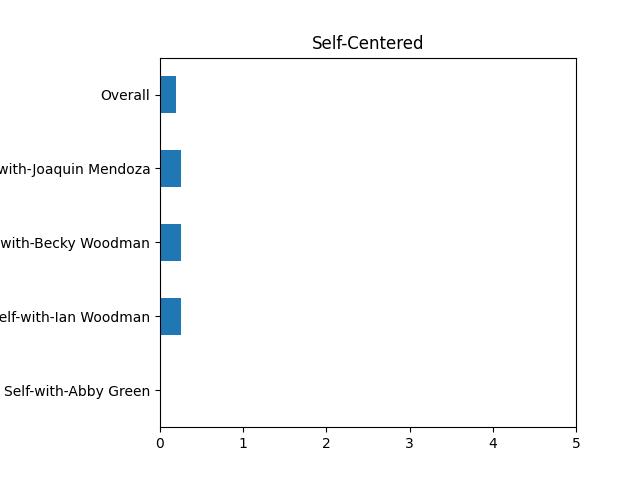 Self-Centered
Overall
with-Joaquin Mendoza
with-Becky Woodman
elf-with-Ian Woodman
Self-with-Abby Green
0 1 2 3 4 5